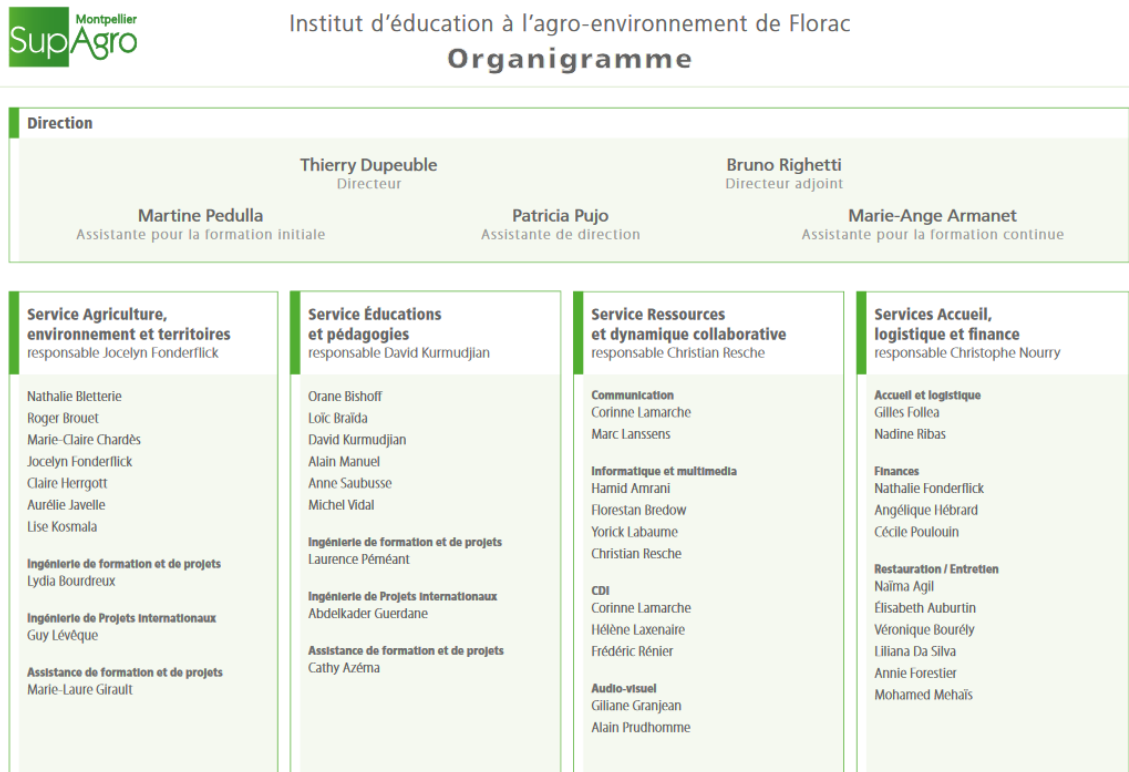 Montpellier
SupAgro
Institut d'éducation à l'agro-environnement de Florac
Organigramme
Direction
Thierry Dupeuble
Directeur
Bruno Righetti
Directeur adjoint
Martine Pedulla
Assistante pour la formation initiale
Patricia Pujo
Assistante de direction
Marie-Ange Armanet
Assistante pour la formation continue
Service Agriculture,
environnement et territoires
responsable Jocelyn Fonderflick
Nathalie Bletterie
Roger Brouet
Marie-Claire Chardès
Jocelyn Fonderflick
Claire Herrgott
Aurélie Javelle
Lise Kosmala
Ingénierie de formation et de projets
Lydia Bourdreux
Ingénierie de Projets internationaux
Guy Lévêque
Assistance de formation et de projets
Marie-Laure Girault
Service Éducations
et pédagogies
responsable David Kurmudjian
Orane Bishoff
Loïc Braïda
David Kurmudjian
Alain Manuel
Anne Saubusse
Michel Vidal
Ingénierie de formation et de projets
Laurence Péméant
Ingénierie de Projets internationaux
Abdelkader Guerdane
Assistance de formation et de projets
Cathy Azéma
Service Ressources
et dynamique collaborative
responsable Christian Resche
Communication
Corinne Lamarche
Marc Lanssens
Informatique et multimedia
Hamid Amrani
Florestan Bredow
Yorick Labaume
Christian Resche
CDI
Corinne Lamarche
Hélène Laxenaire
Frédéric Rénier
Audio-visuel
Giliane Granjean
Alain Prudhomme
Services Accueil,
logistique et finance
responsable Christophe Nourry
Accueil et logistique
Gilles Follea
Nadine Ribas
Finances
Nathalie Fonderflick
Angélique Hébrard
Cécile Poulouin
Restauration / Entretien
Naïma Agil
Élisabeth Auburtin
Véronique Bourély
Liliana Da Silva
Annie Forestier
Mohamed Mehaïs